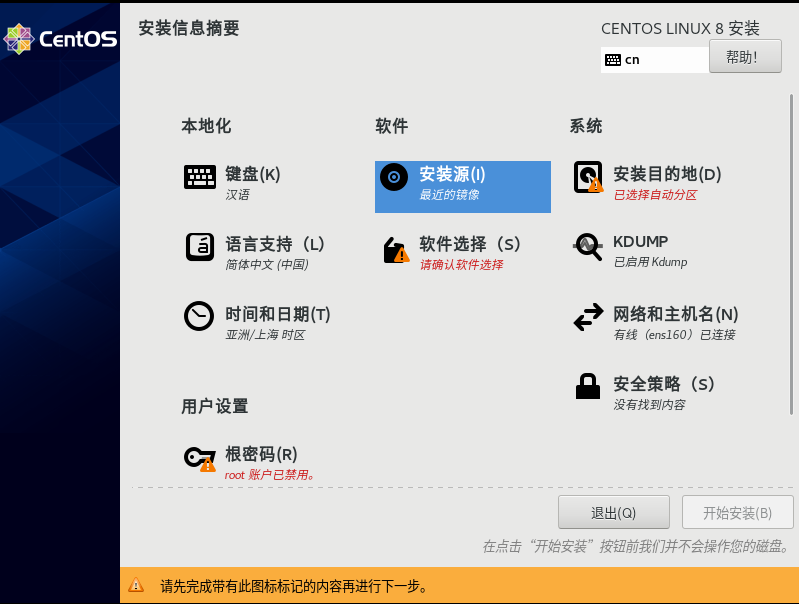 CentOS
安装信息摘要
CENTOS LINUX 8 安装
cn
帮助!
本地化
软件
系统
键盘(K)
汉语
安装源(I)
最近的镜像
安装目的地(D)
已选择自动分区
语言支持（L）
简体中文 (中国)
软件选择（S）
请确认软件选择
KDUMP
已启用 Kdump
时间和日期(T)
亚洲/上海 时区
网络和主机名(N)
有线（ens160）已连接
安全策略（S）
没有找到内容
用户设置
根密码(R)
root 账户已禁用。
退出(Q)
开始安装(B)
在点击“开始安装”按钮前我们并不会操作您的磁盘。
请先完成带有此图标标记的内容再进行下一步。